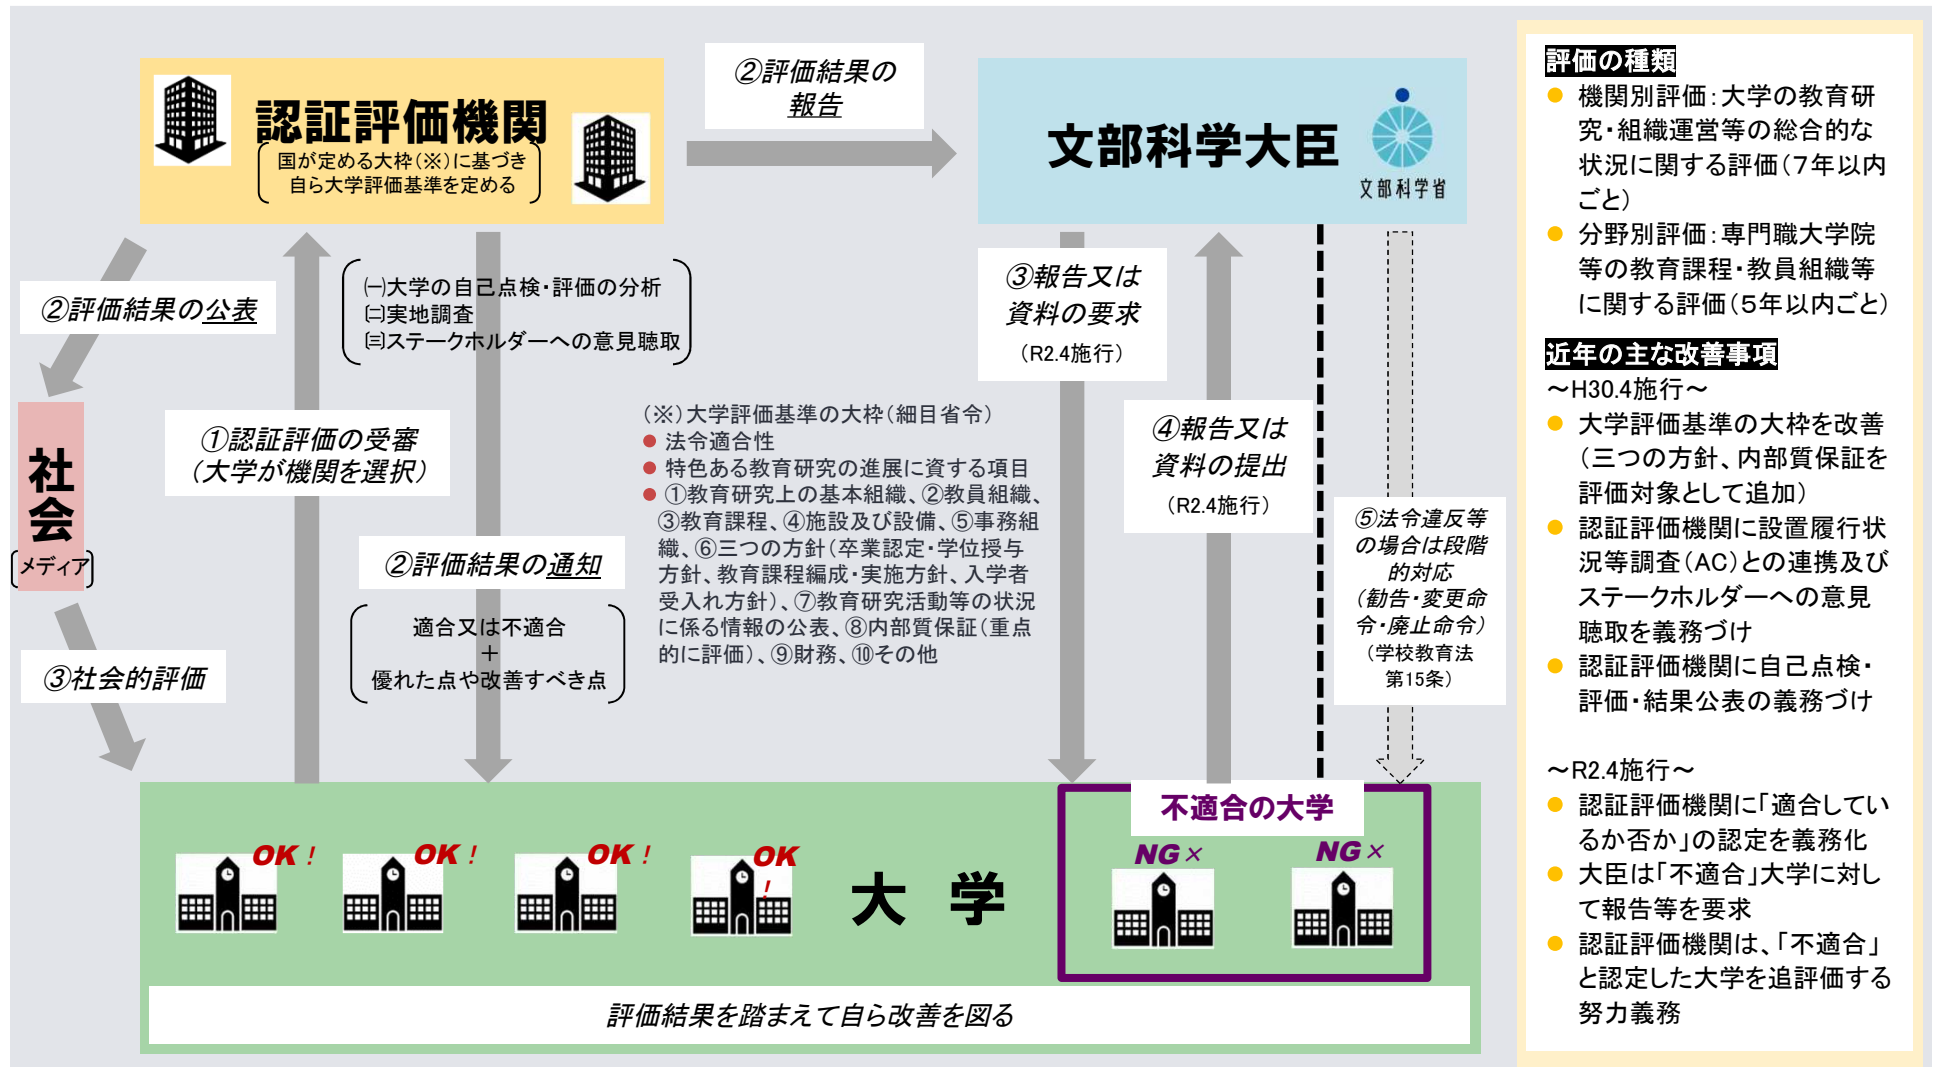 認証評価機関
国が定める大枠(※)に基づき
自ら大学評価基準を定める
②評価結果の
報告
文部科学大臣
文部科学省
②評価結果の公表
㈠大学の自己点検・評価の分析
㈡実地調査
㈢ステークホルダーへの意見聴取
③報告又は
資料の要求
(R2.4施行)
社会
(メディア)
①認証評価の受審
(大学が機関を選択)
④報告又は
資料の提出
(R2.4施行)
(※)大学評価基準の大枠(細目省令)
● 法令適合性
● 特色ある教育研究の進展に資する項目
● ①教育研究上の基本組織、②教員組織、
③教育課程、④施設及び設備、⑤事務組
織、⑥三つの方針(卒業認定・学位授与
方針、教育課程編成・実施方針、入学者
受入れ方針)、⑦教育研究活動等の状況
に係る情報の公表、⑧内部質保証(重点
的に評価)、⑨財務、⑩その他
⑤法令違反等
の場合は段階
的対応
(勧告・変更命
令・廃止命令)
(学校教育法
第15条)
②評価結果の通知
適合又は不適合
+
優れた点や改善すべき点
③社会的評価
不適合の大学
OK!
OK!
OK!
OK
!
NG×
NG×
大 学
評価結果を踏まえて自ら改善を図る
評価の種類
● 機関別評価:大学の教育研
究・組織運営等の総合的な
状況に関する評価(7年以内
ごと)
● 分野別評価:専門職大学院
等の教育課程・教員組織等
に関する評価(5年以内ごと)
近年の主な改善事項
~H30.4施行~
● 大学評価基準の大枠を改善
(三つの方針、内部質保証を
評価対象として追加)
● 認証評価機関に設置履行状
況等調査(AC)との連携及び
ステークホルダーへの意見
聴取を義務づけ
● 認証評価機関に自己点検・
評価・結果公表の義務づけ
~R2.4施行~
● 認証評価機関に「適合してい
るか否か」の認定を義務化
● 大臣は「不適合」大学に対し
て報告等を要求
● 認証評価機関は、「不適合」
と認定した大学を追評価する
努力義務